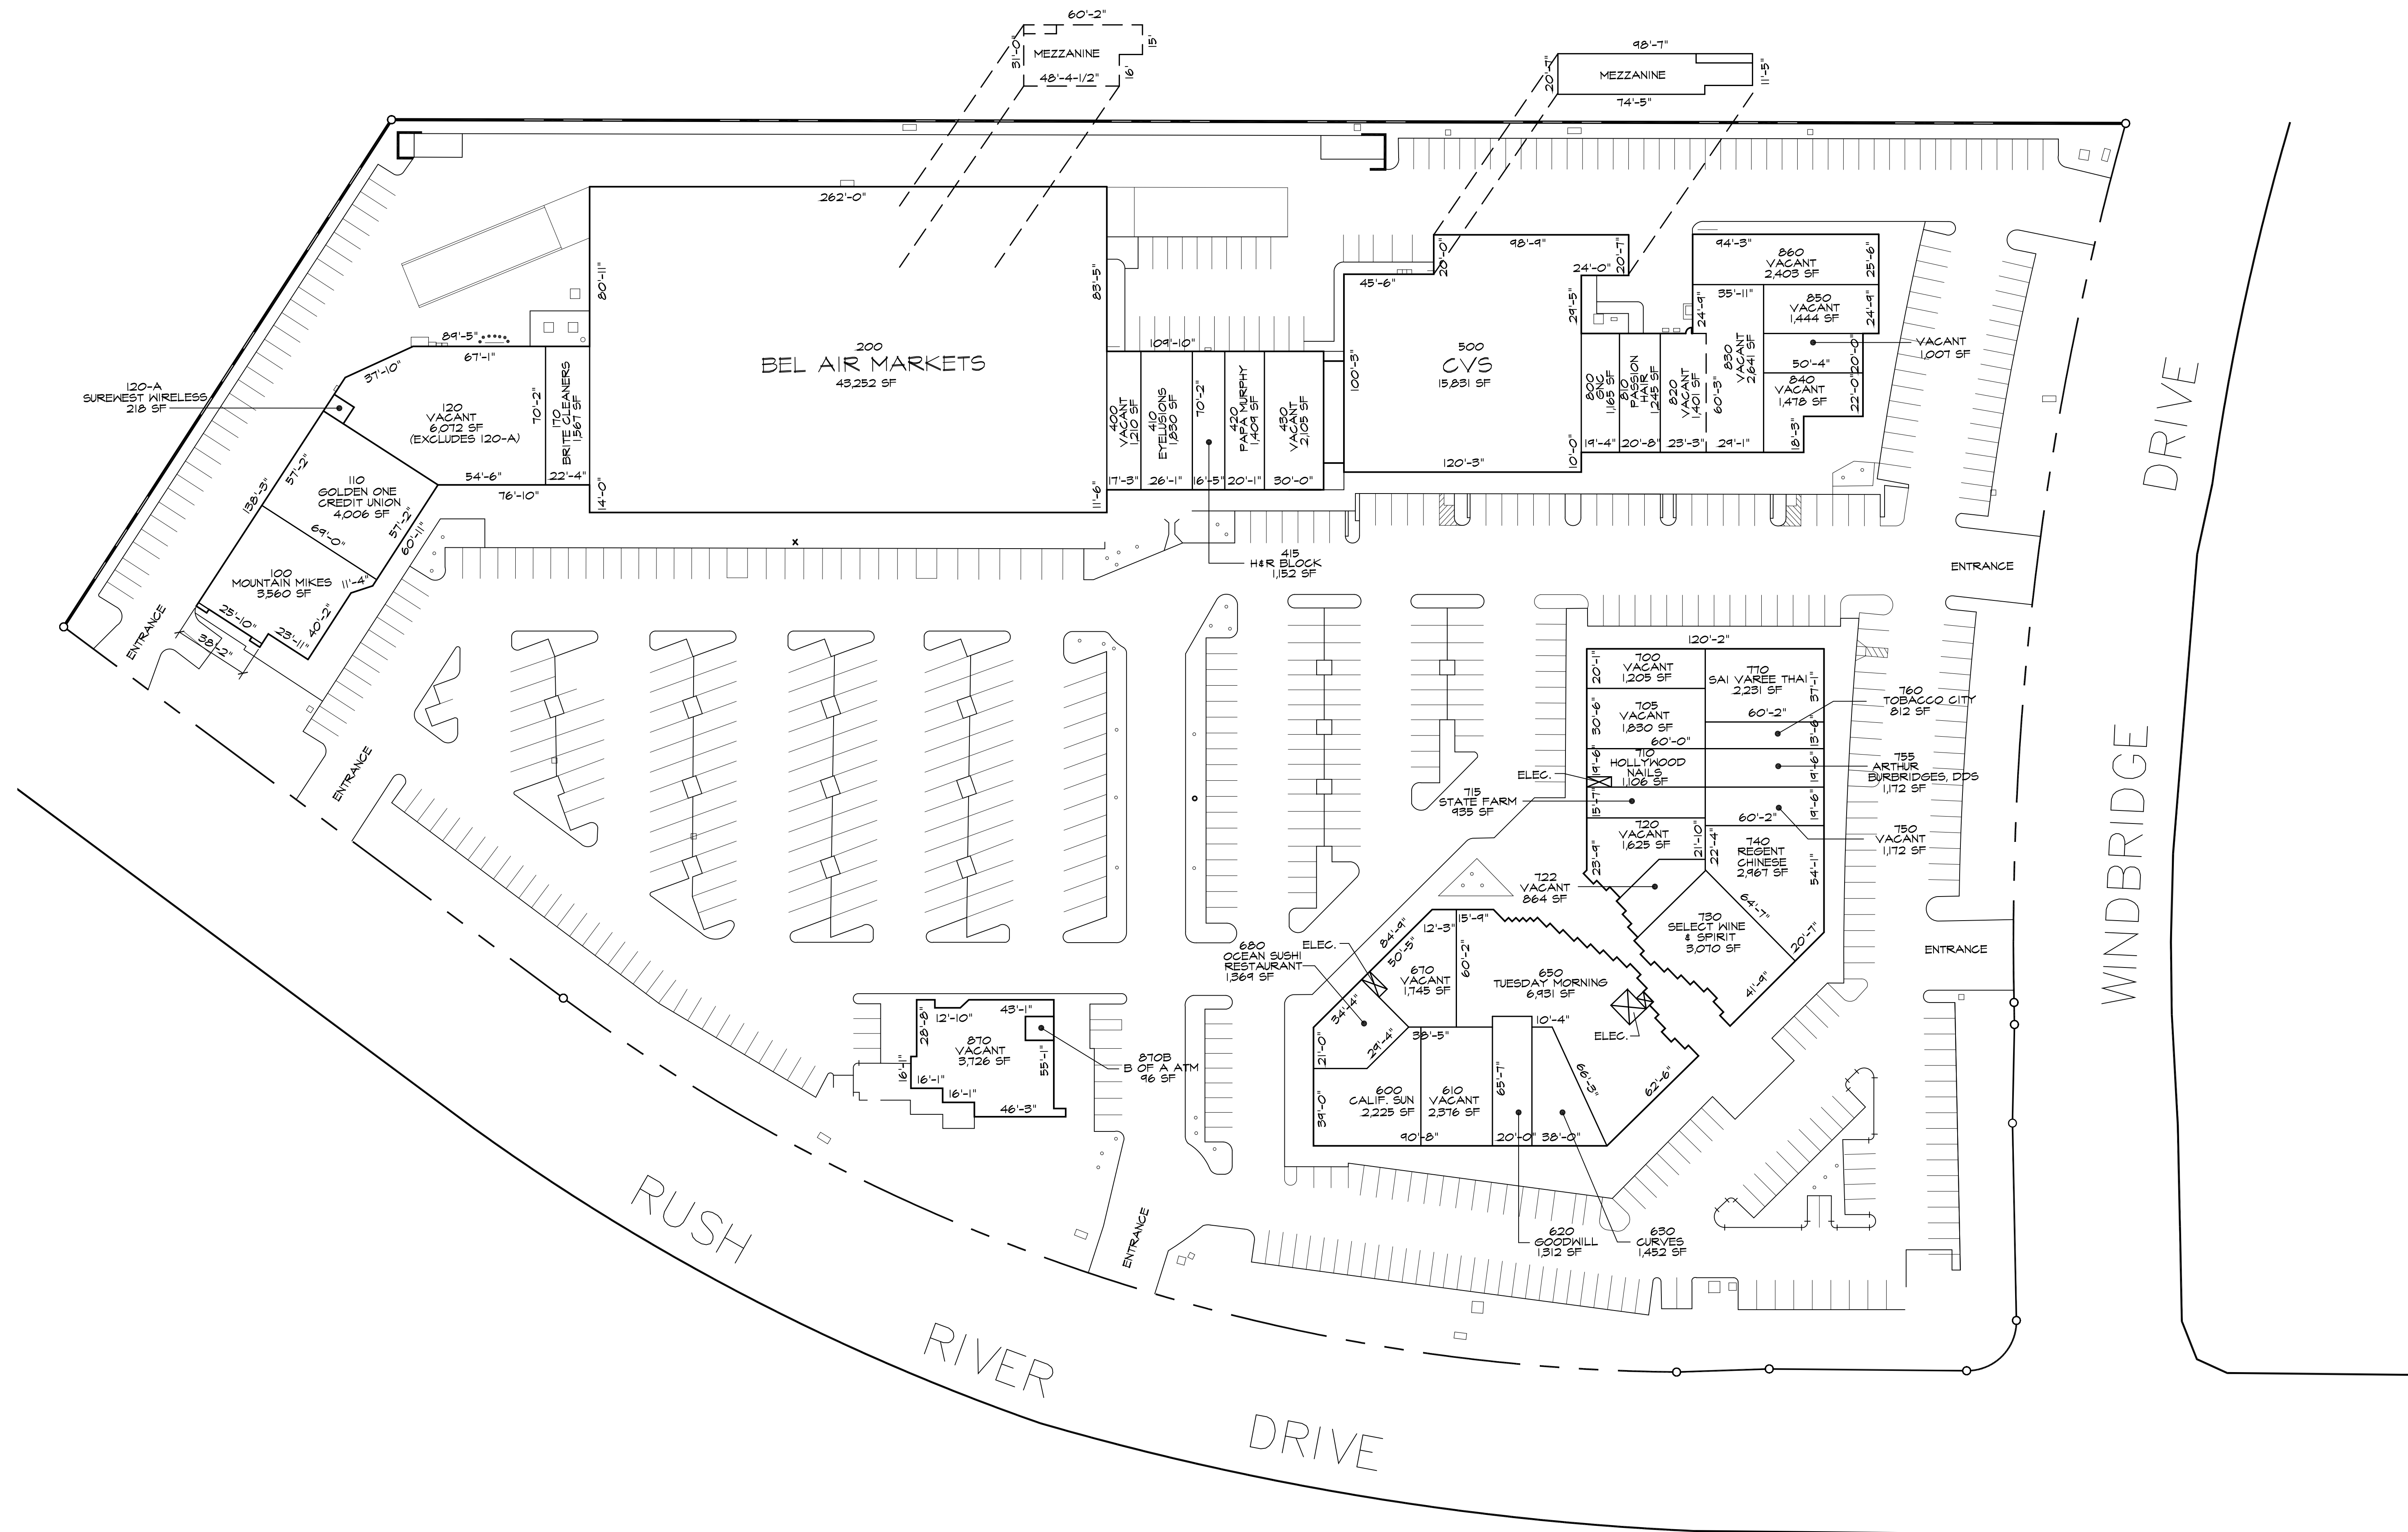 60'-2"
31'-0"
MEZZANINE
15'
16'
48'-4-1/2"
98'-7"
20'-7"
MEZZANINE
11'-5"
74'-5"
262'-0"
80'-11"
83'-5"
200
BEL AIR MARKETS
43,252 SF
14'-0"
11'-6"
89'-5"
67'-1"
37'-10"
120-A
SUREWEST WIRELESS
218 SF
120
VACANT
6,072 SF
(EXCLUDES 120-A)
70'-2"
170
BRITE CLEANERS
1,567 SF
54'-6"
22'-4"
76'-10"
57'-2"
138'-3"
110
GOLDEN ONE
CREDIT UNION
4,006 SF
57'-2"
60'-11"
69'-0"
100
MOUNTAIN MIKES
3,560 SF
11'-4"
40'-2"
25'-10"
23'-11"
38'-2"
ENTRANCE
ENTRANCE
x
109'-10"
400
VACANT
1,210 SF
410
EYELUSIONS
1,830 SF
70'-2"
420
PAPA MURPHY
1,409 SF
430
VACANT
2,105 SF
17'-3"
26'-1"
16'-5"
20'-1"
30'-0"
415
H&R BLOCK
1,152 SF
20'-0"
98'-9"
20'-7"
24'-0"
45'-6"
29'-5"
100'-3"
500
CVS
15,831 SF
120'-3"
10'-0"
800
GNC
1,165 SF
810
PASSION
HAIR
1,245 SF
820
VACANT
1,401 SF
60'-3"
830
VACANT
2,641 SF
19'-4"
20'-8"
23'-3"
29'-1"
18'-3"
94'-3"
860
VACANT
2,403 SF
25'-6"
35'-11"
24'-9"
850
VACANT
1,444 SF
24'-9"
VACANT
1,007 SF
50'-4"
20'-0"
840
VACANT
1,478 SF
22'-0"
ENTRANCE
120'-2"
20'-1"
700
VACANT
1,205 SF
770
SAI VAREE THAI
2,231 SF
37'-1"
30'-6"
705
VACANT
1,830 SF
60'-0"
60'-2"
13'-6"
760
TOBACCO CITY
812 SF
19'-6"
710
HOLLYWOOD
NAILS
1,106 SF
ELEC.
19'-6"
755
ARTHUR
BURBRIDGES, DDS
1,172 SF
715
STATE FARM
935 SF
15'-7"
19'-6"
60'-2"
750
VACANT
1,172 SF
720
VACANT
1,625 SF
21'-10"
22'-4"
23'-9"
740
REGENT
CHINESE
2,967 SF
54'-1"
722
VACANT
864 SF
64'-7"
730
SELECT WINE
& SPIRIT
3,070 SF
20'-7"
41'-9"
ENTRANCE
680
OCEAN SUSHI
RESTAURANT
1,369 SF
ELEC.
84'-9"
50'-5"
12'-3"
15'-9"
60'-2"
670
VACANT
1,745 SF
650
TUESDAY MORNING
6,931 SF
ELEC.
34'-4"
21'-0"
29'-4"
38'-5"
10'-4"
39'-0"
600
CALIF. SUN
2,225 SF
610
VACANT
2,376 SF
65'-7"
66'-3"
62'-6"
90'-8"
20'-0"
38'-0"
620
GOODWILL
1,312 SF
630
CURVES
1,452 SF
28'-8"
12'-10"
43'-1"
870
VACANT
3,726 SF
55'-1"
16'-1"
16'-1"
16'-1"
46'-3"
870B
B OF A ATM
96 SF
ENTRANCE
RUSH
RIVER
DRIVE
WINDBRIDGE
DRIVE